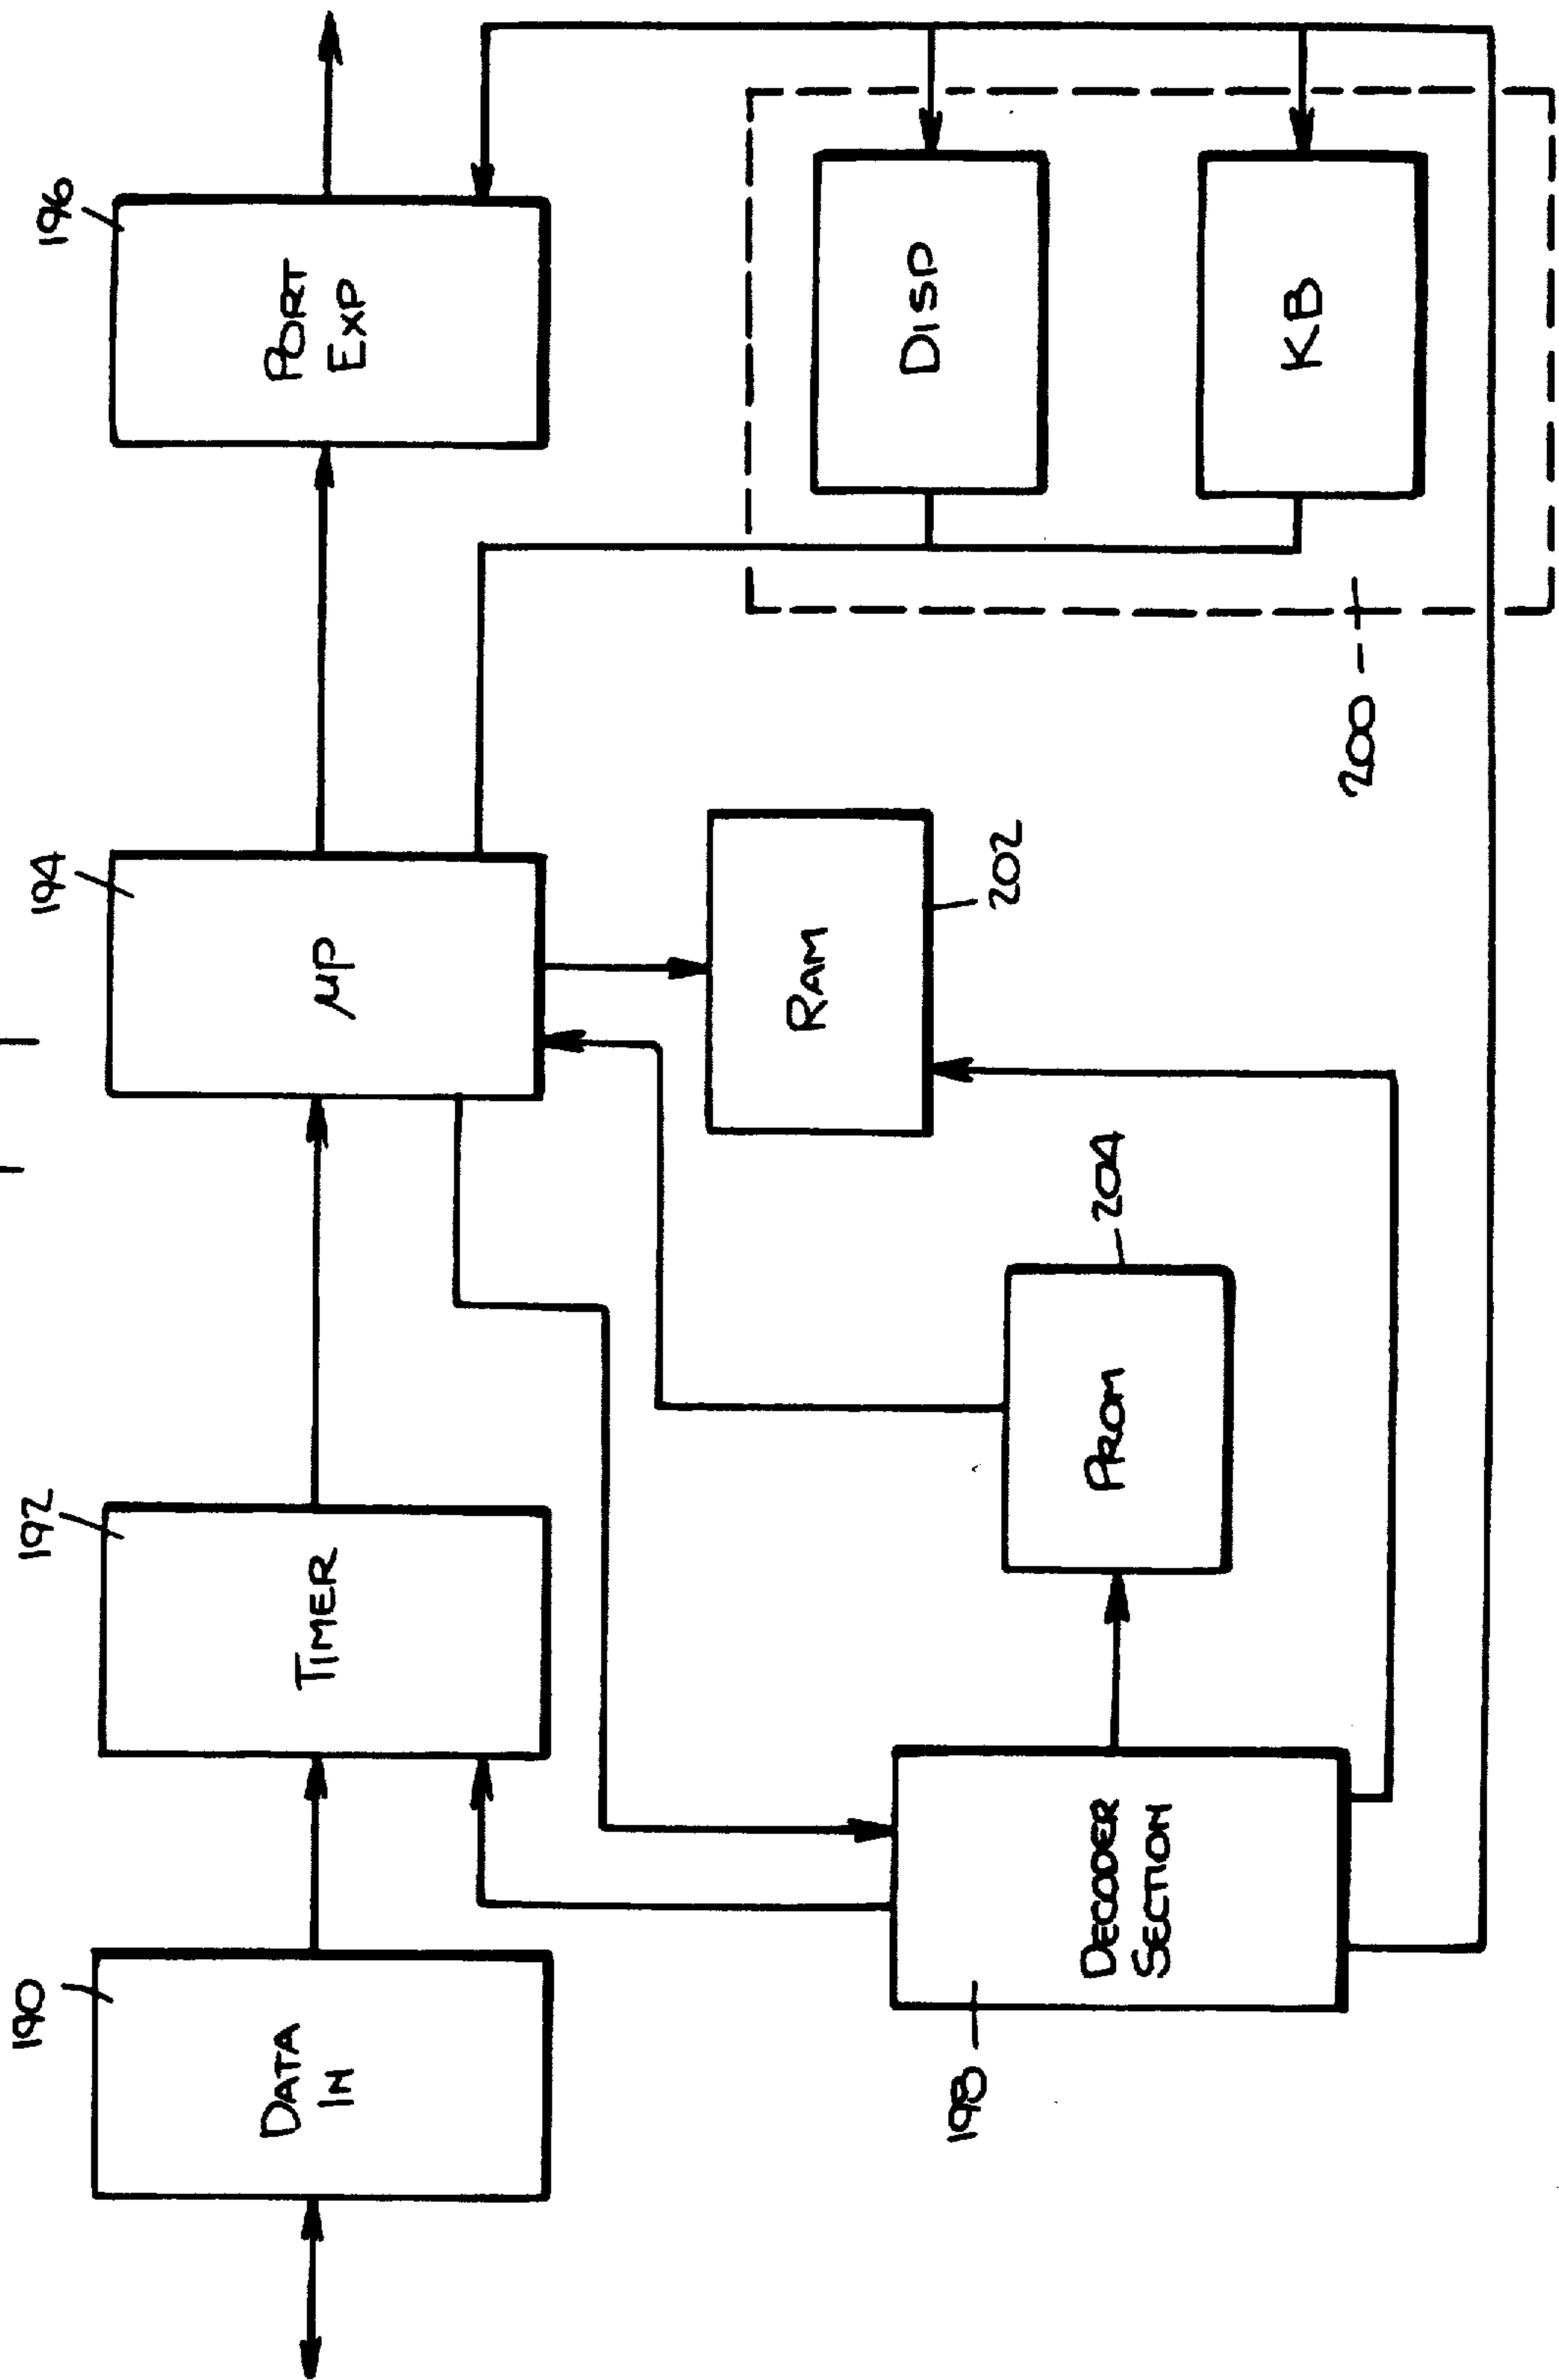 190
DATA
IN
192
TIMER
194
μP
196
PORT
EXP
198
DECODER
SECTION
PROM
204
RAM
202
DISP
KB
200